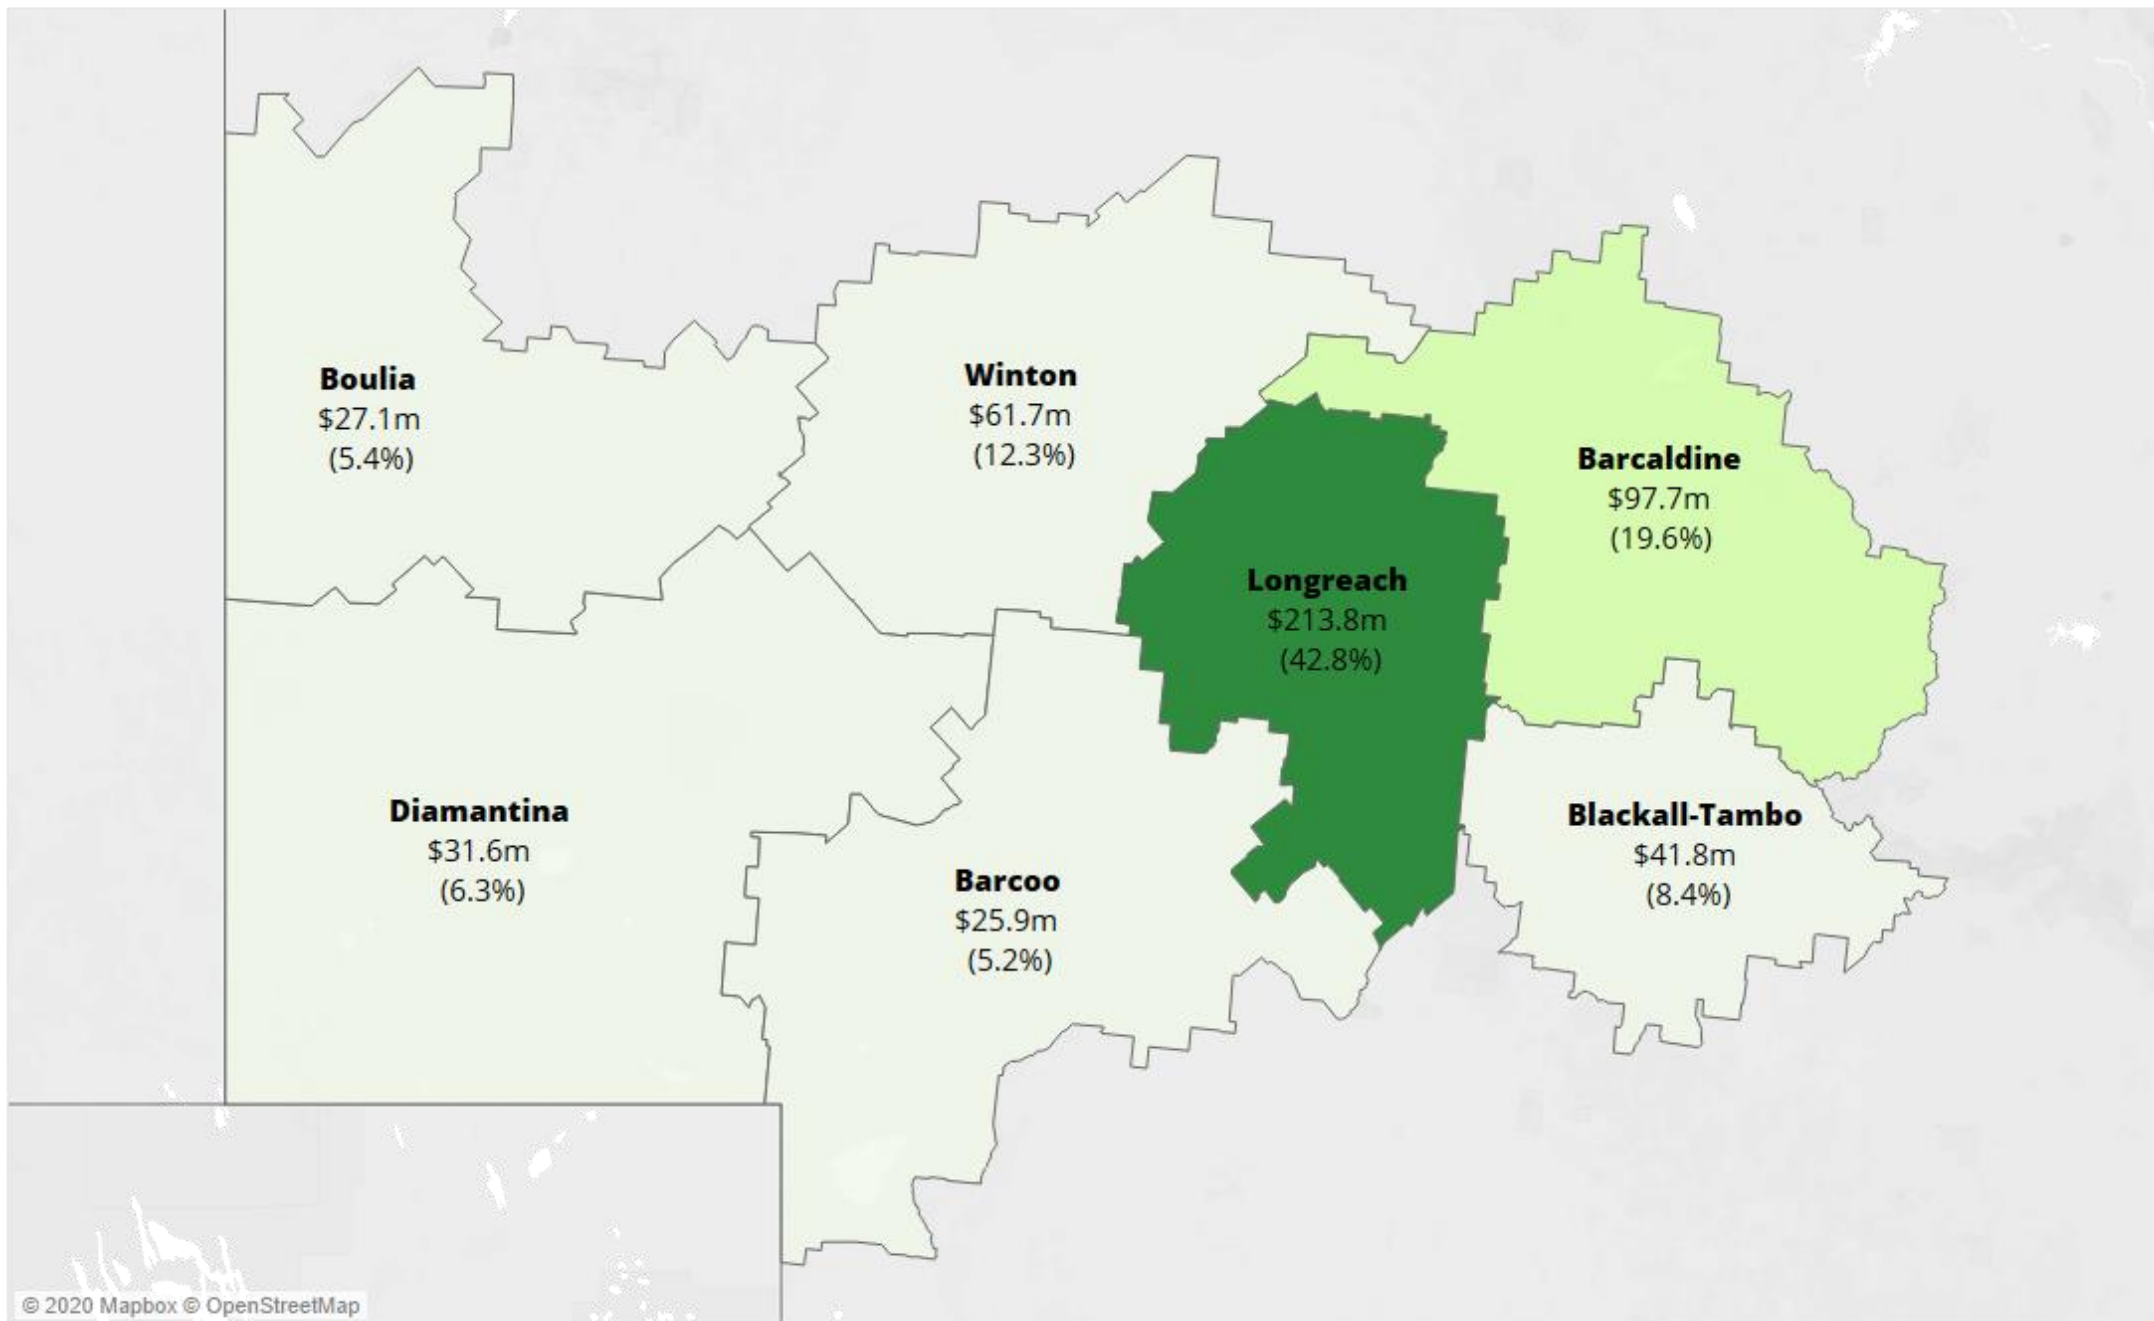 Boulia
$27.1m
(5.4%)
Winton
$61.7m
(12.3%)
Barcaldine
$97.7m
(19.6%)
Longreach
$213.8m
(42.8%)
Diamantina
$31.6m
(6.3%)
Barcoo
$25.9m
(5.2%)
Blackall-Tambo
$41.8m
(8.4%)
© 2020 Mapbox © OpenStreetMap